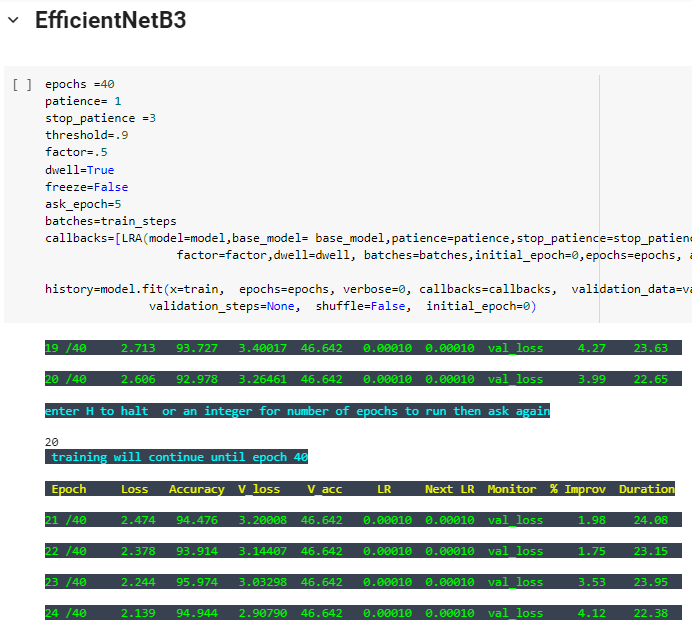 EfficientNetB3
[ ] epochs =40
patience= 1
stop_patience =3
threshold=.9
factor=.5
dwell=True
freeze=False
ask_epoch=5
batches=train_steps
callbacks=[LRA(model=model,base_model= base_model,patience=patience,stop_patience=stop_patien
factor=factor,dwell=dwell, batches=batches,initial_epoch=0,epochs=epochs, a
history=model.fit(x=train,  epochs=epochs, verbose=0, callbacks=callbacks,  validation_data=va
validation_steps=None,  shuffle=False,  initial_epoch=0)
19 /40 2.713 93.727 3.40017 46.642 0.00010 0.00010 val_loss 4.27 23.63
20 /40 2.606 92.978 3.26461 46.642 0.00010 0.00010 val_loss 3.99 22.65
enter H to halt  or an integer for number of epochs to run then ask again
20
training will continue until epoch 40
Epoch Loss Accuracy V_loss V_acc LR Next LR Monitor % Improv Duration
21 /40 2.474 94.476 3.20008 46.642 0.00010 0.00010 val_loss 1.98 24.08
22 /40 2.378 93.914 3.14407 46.642 0.00010 0.00010 val_loss 1.75 23.15
23 /40 2.244 95.974 3.03298 46.642 0.00010 0.00010 val_loss 3.53 23.95
24 /40 2.139 94.944 2.90790 46.642 0.00010 0.00010 val_loss 4.12 22.38